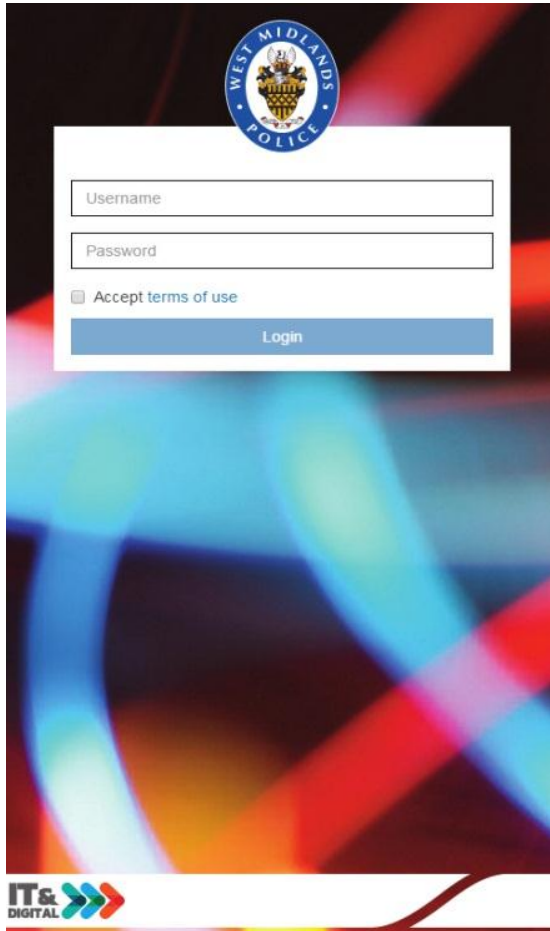 WEST MIDLANDS
POLICE
Username
Password
Accept terms of use
Login
IT&
DIGITAL